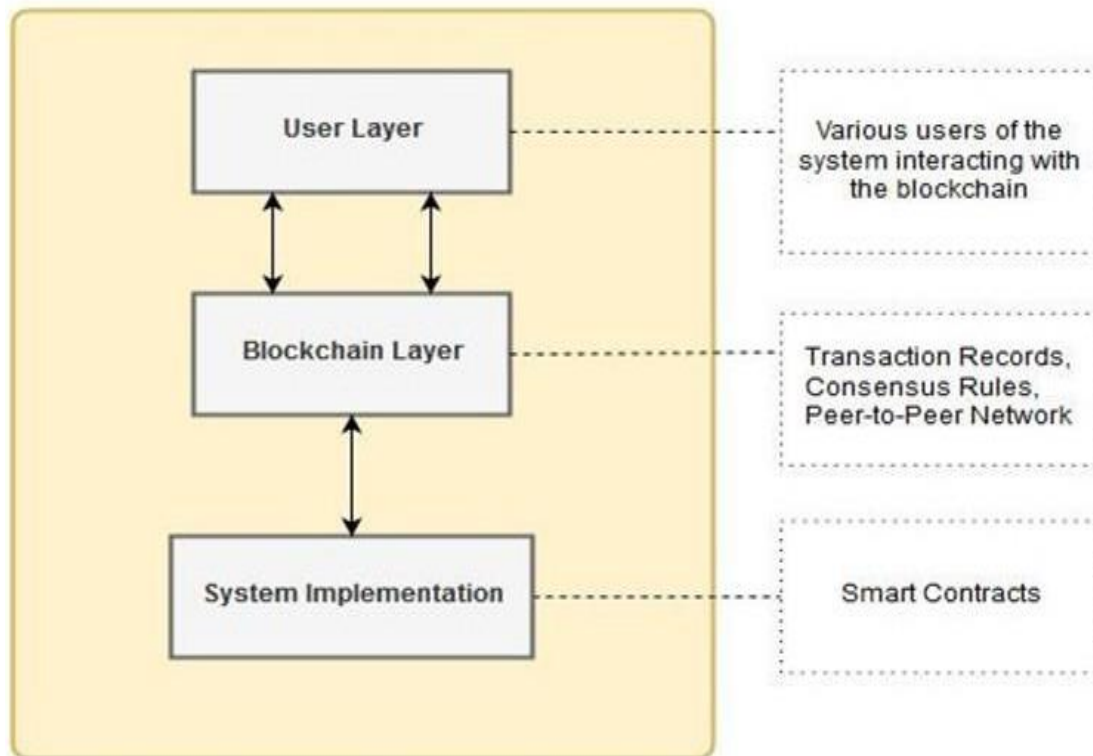 User Layer
Various users of the
system interacting with
the blockchain
Blockchain Layer
Transaction Records,
Consensus Rules,
Peer-to-Peer Network
System Implementation
Smart Contracts